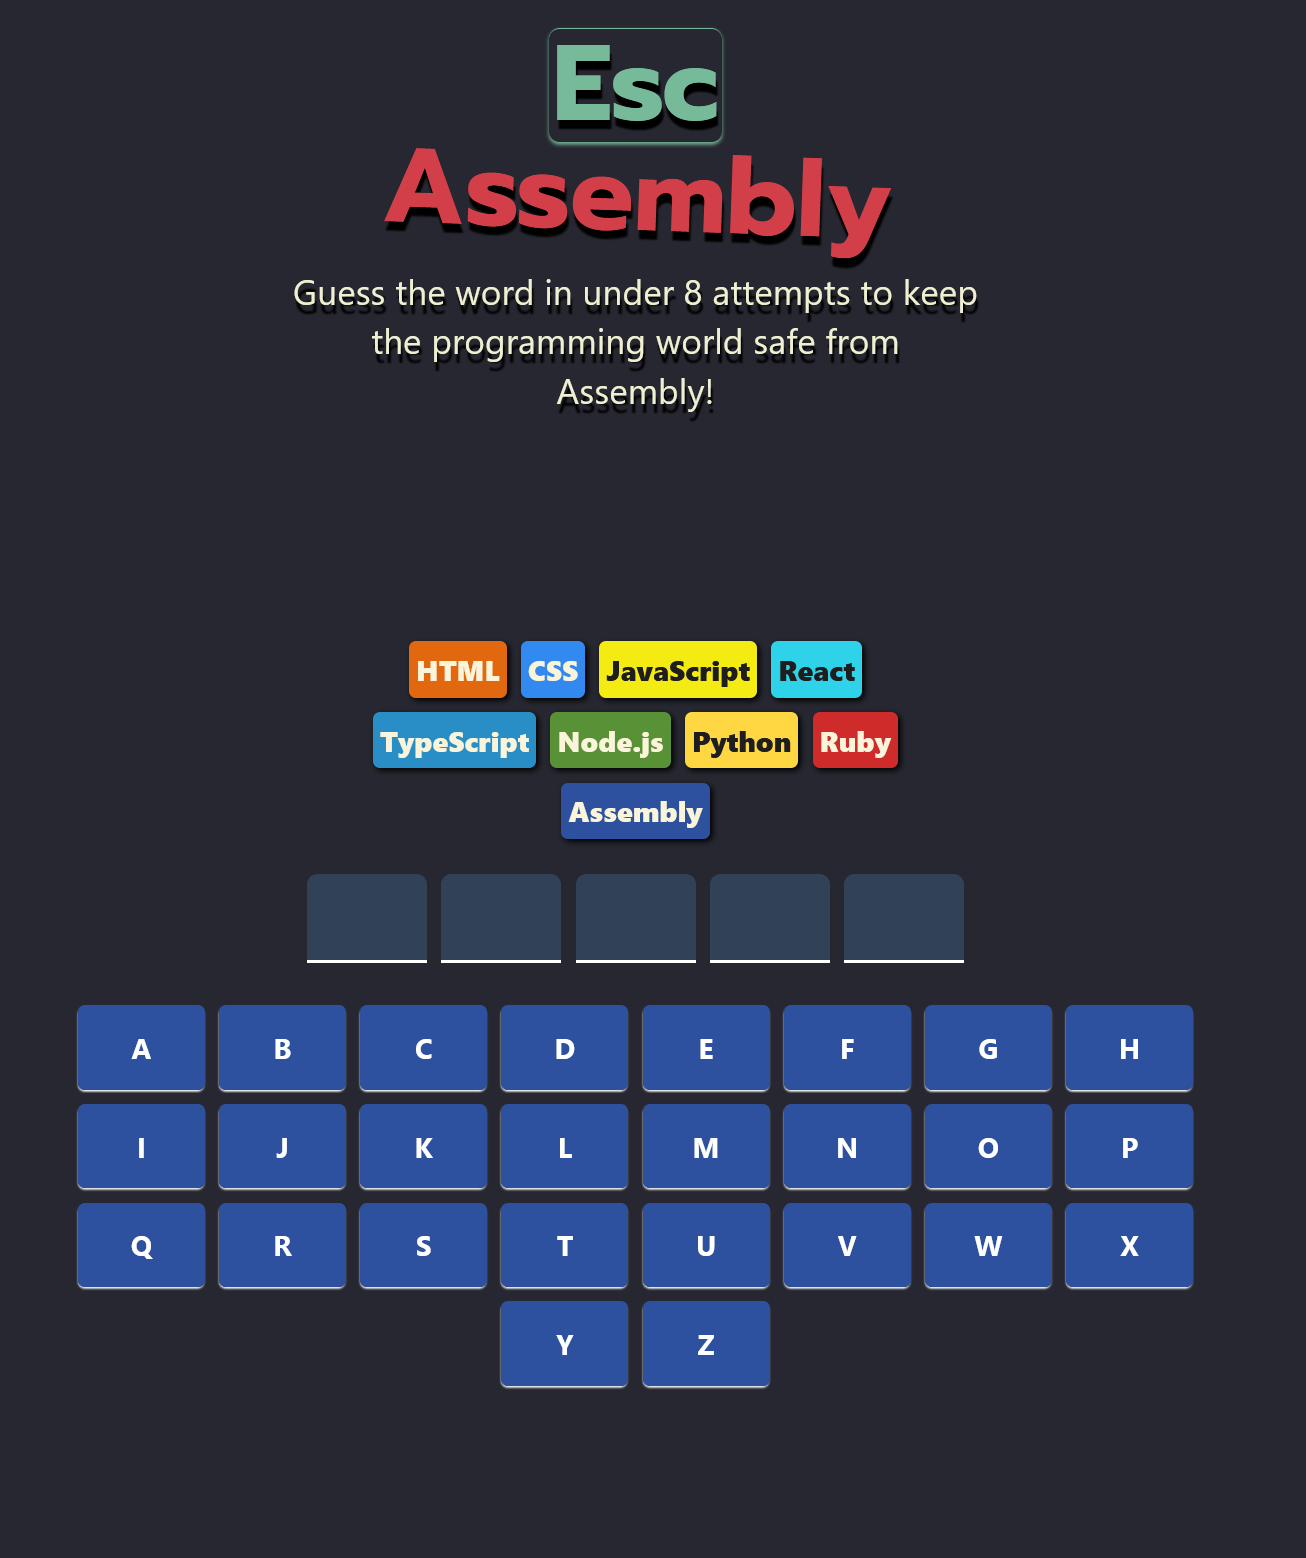 Esc
Assembly
Guess the word in under 8 attempts to keep
the programming world safe from
Assembly!
HTML CSS JavaScript React
TypeScript Node.js Python Ruby
Assembly
A B C D E F G H
I J K L M N O P
Q R S T U V W X
Y Z